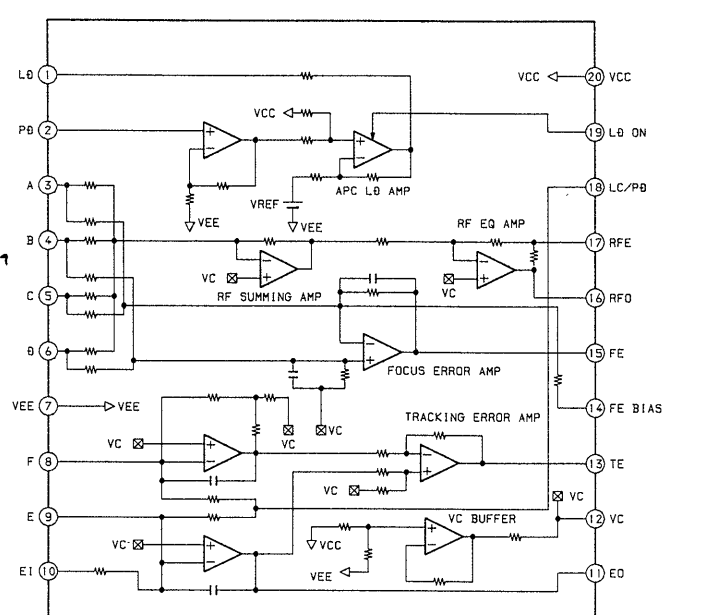 LD 1
VCC 20 VCC
VCC
PD 2
19 LD ON
A 3
APC LD AMP
18 LC/PD
VREF
VEE
VEE
RF EQ AMP
B 4
17 RFE
VC
VC
C 5
RF SUMMING AMP
16 RFO
D 6
15 FE
FOCUS ERROR AMP
VEE 7 VEE
14 FE BIAS
TRACKING ERROR AMP
VC
VC
VC
F 8
13 TE
VC
VC
E 9
VC BUFFER
12 VC
VC
VCC
VEE
EI 10
11 EO